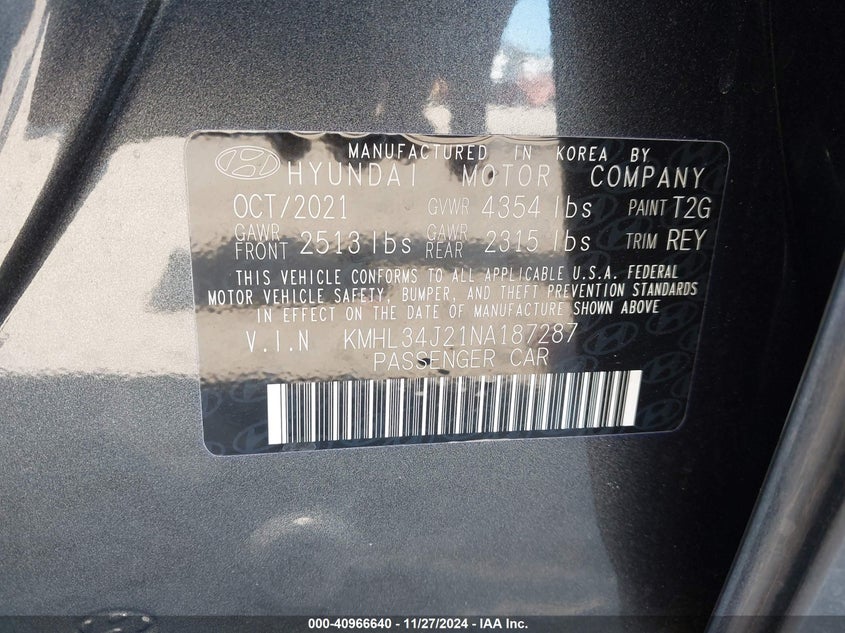 MANUFACTURED IN KOREA BY
HYUNDAI MOTOR COMPANY
OCT/2021 GVWR 4354 lbs PAINT T2G
GAWR FRONT 2513 lbs GAWR REAR 2315 lbs TRIM REY
THIS VEHICLE CONFORMS TO ALL APPLICABLE U.S.A. FEDERAL
MOTOR VEHICLE SAFETY, BUMPER, AND THEFT PREVENTION STANDARDS
IN EFFECT ON THE DATE OF MANUFACTURE SHOWN ABOVE
V.I.N KMHL34J21NA187287
PASSENGER CAR
000-40966640 - 11/27/2024 - IAA Inc.